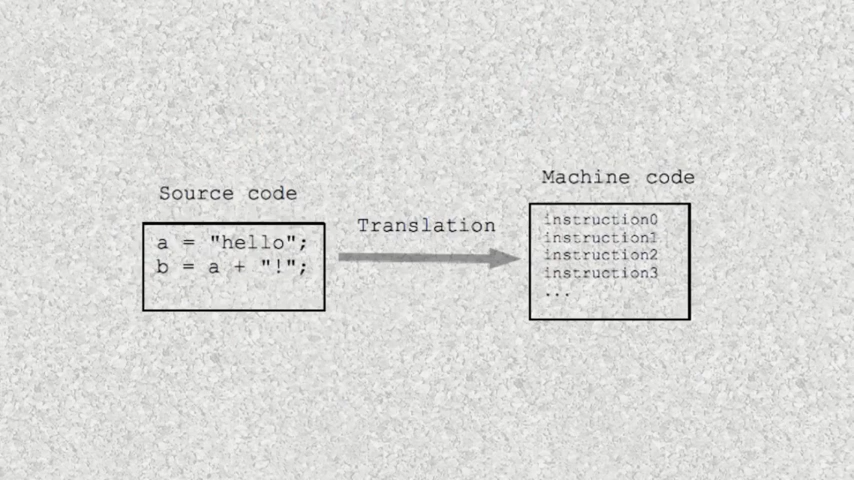 Source code
a = "hello";
b = a + "!";
Translation
Machine code
instruction0
instruction1
instruction2
instruction3
...